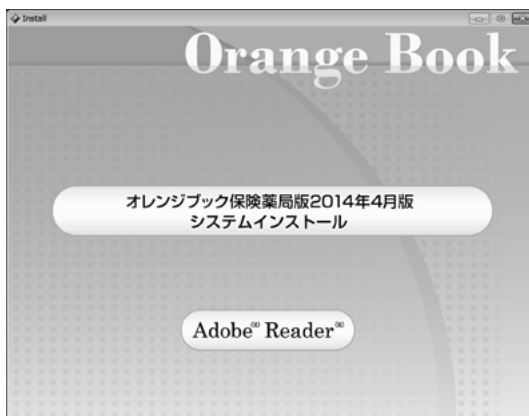 Install
Orange Book
オレンジブック保険薬局版2014年4月版
システムインストール
Adobe® Reader®